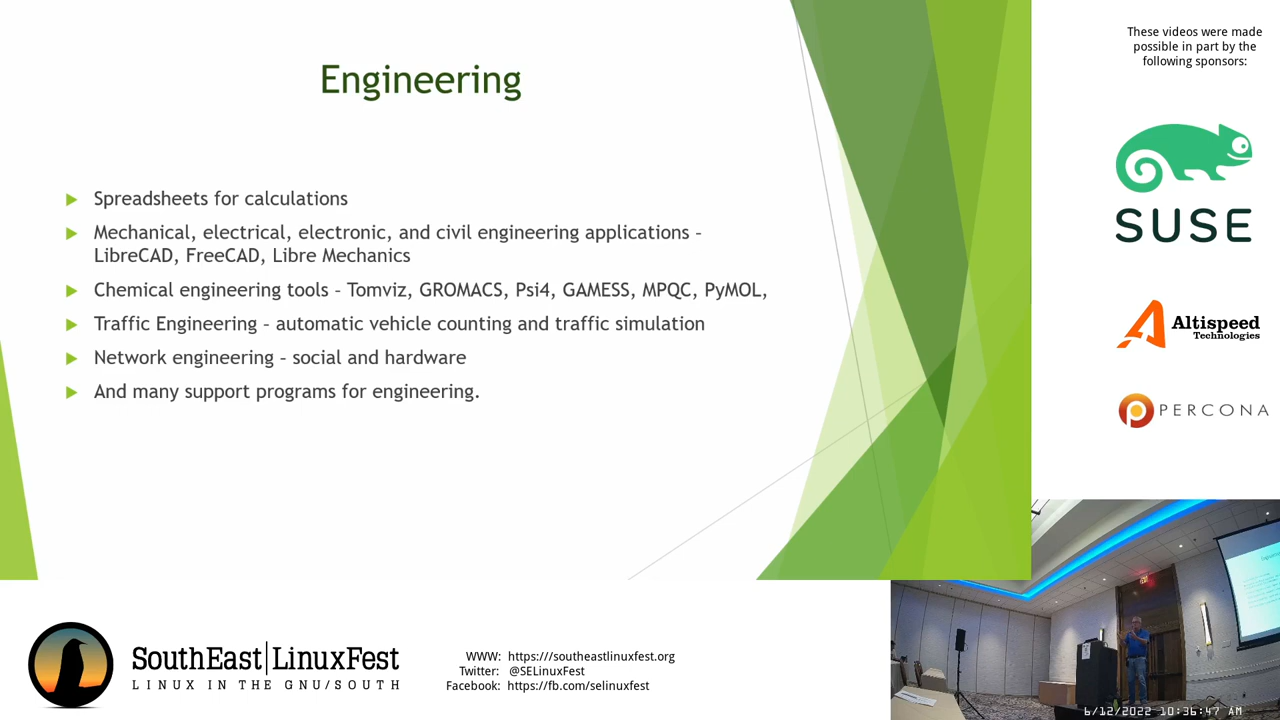 Engineering
Spreadsheets for calculations
Mechanical, electrical, electronic, and civil engineering applications –
LibreCAD, FreeCAD, Libre Mechanics
Chemical engineering tools – Tomviz, GROMACS, Psi4, GAMESS, MPQC, PyMOL,
Traffic Engineering – automatic vehicle counting and traffic simulation
Network engineering – social and hardware
And many support programs for engineering.
These videos were made
possible in part by the
following sponsors:
SUSE
Altispeed
Technologies
PERCONA
SouthEast|LinuxFest
LINUX IN THE GNU/SOUTH
WWW: https://southeastlinuxfest.org
Twitter: @SELinuxFest
Facebook: https://fb.com/selinuxfest
6/12/2022 10:36:47 AM